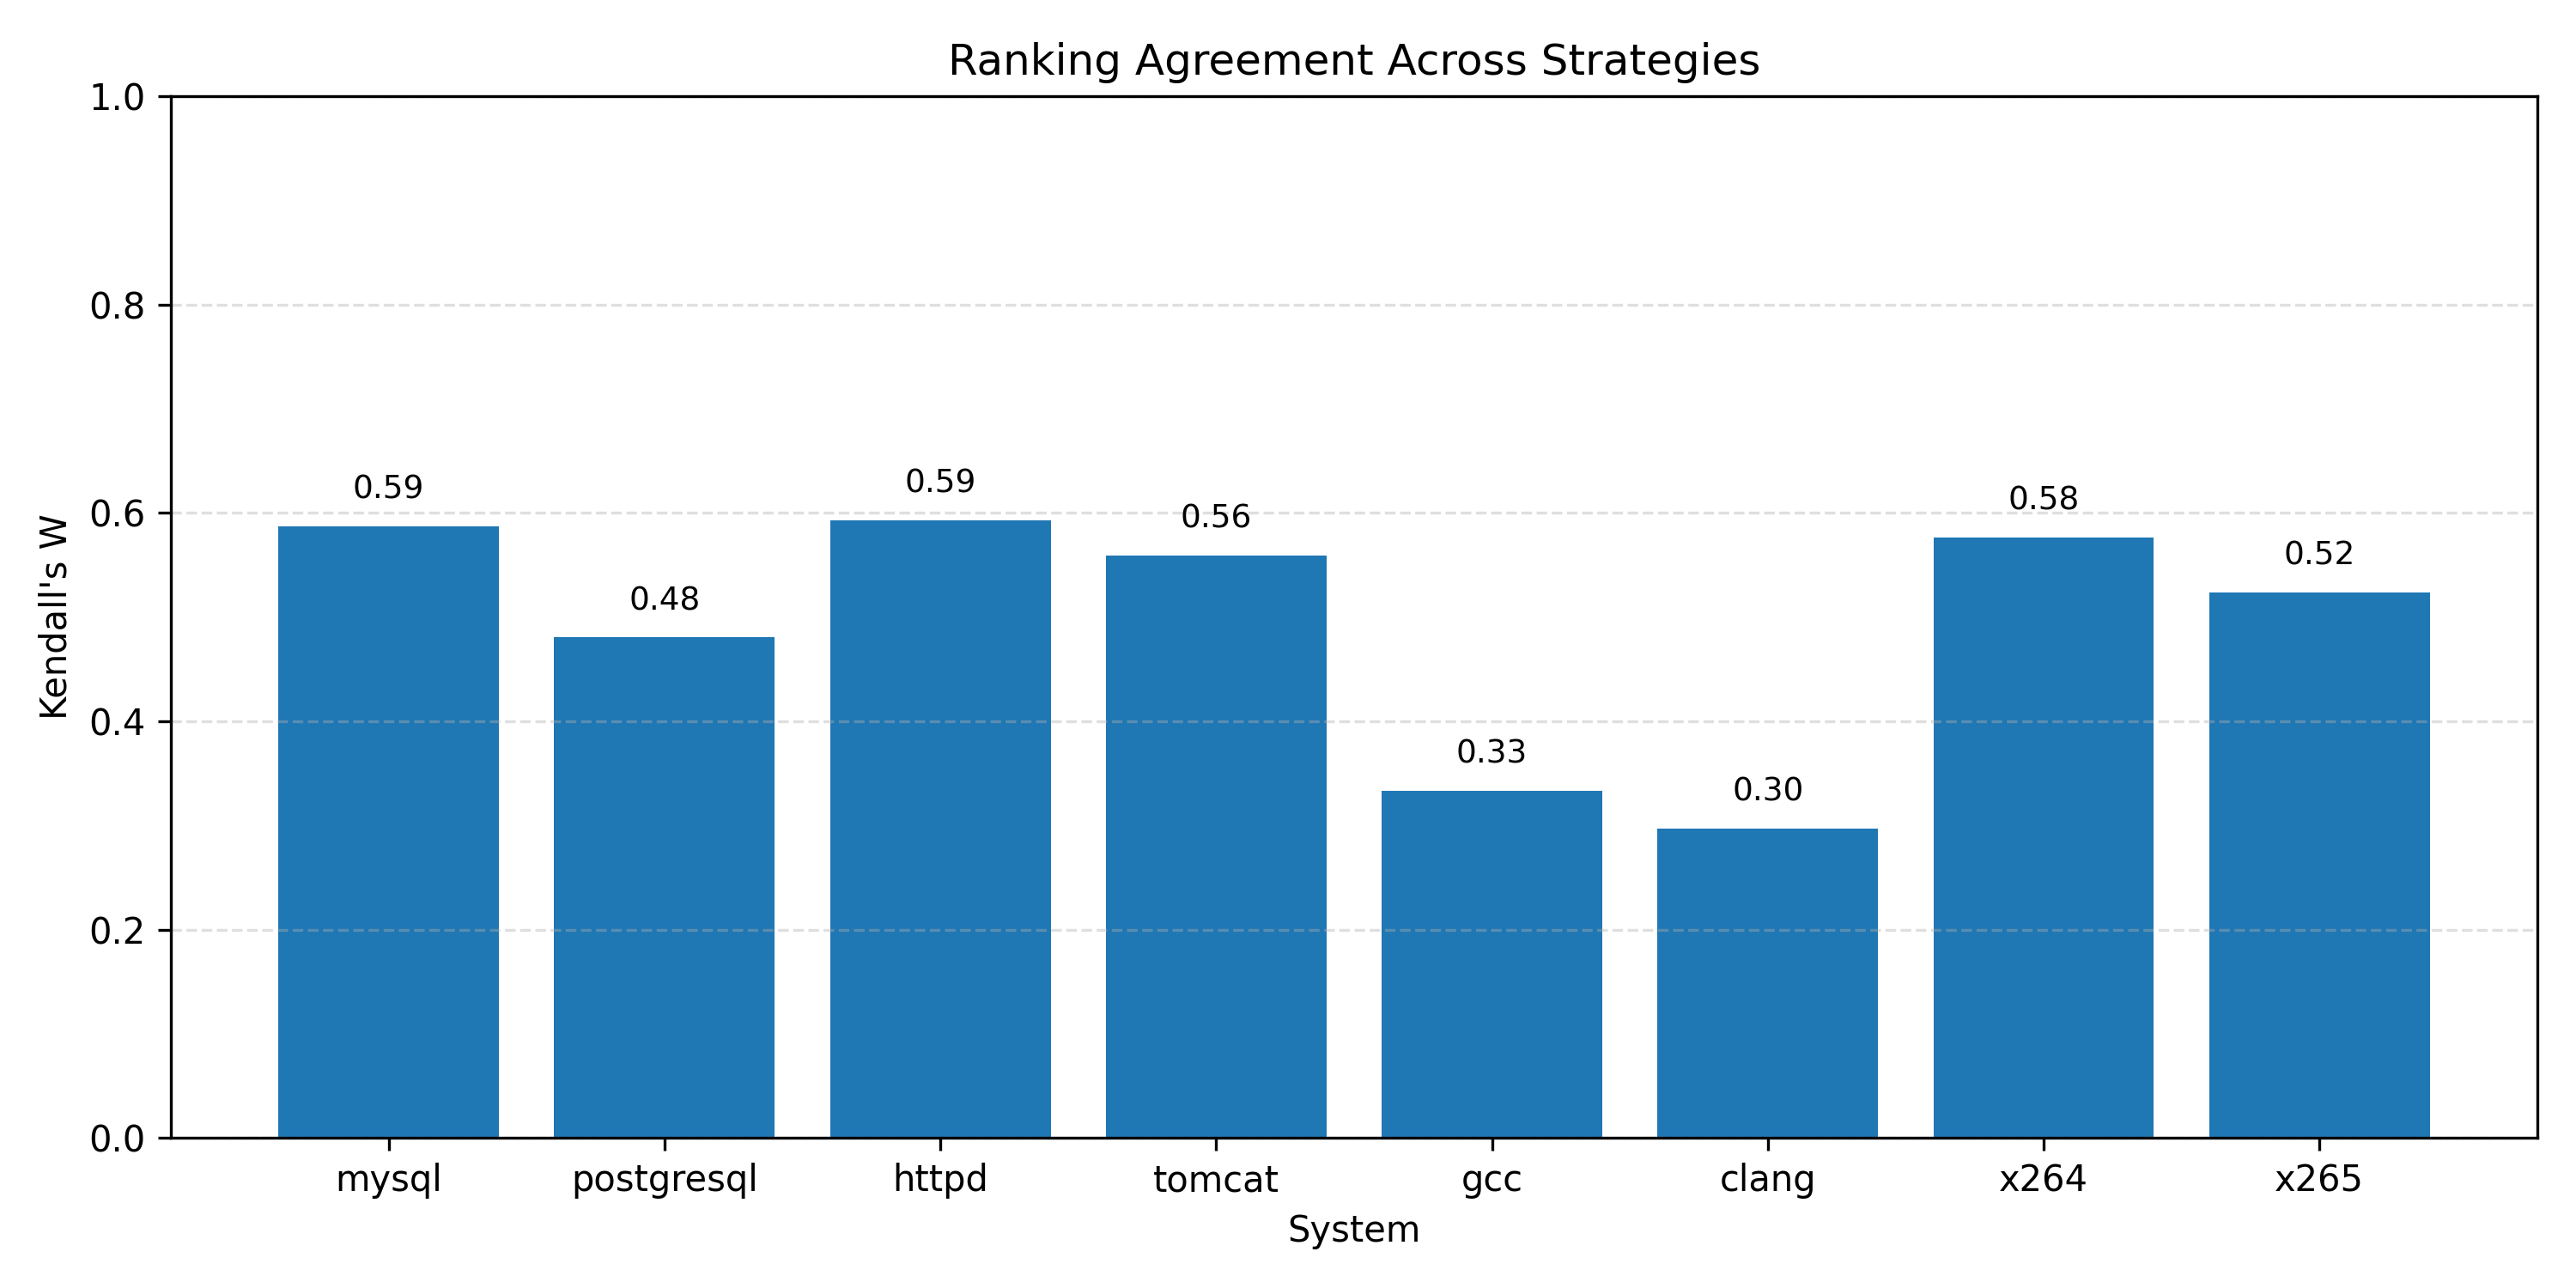 Ranking Agreement Across Strategies
1.0
0.8
0.6
0.4
0.2
0.0
Kendall's W
0.59
0.48
0.59
0.56
0.33
0.30
0.58
0.52
mysql
postgresql
httpd
tomcat
gcc
clang
x264
x265
System